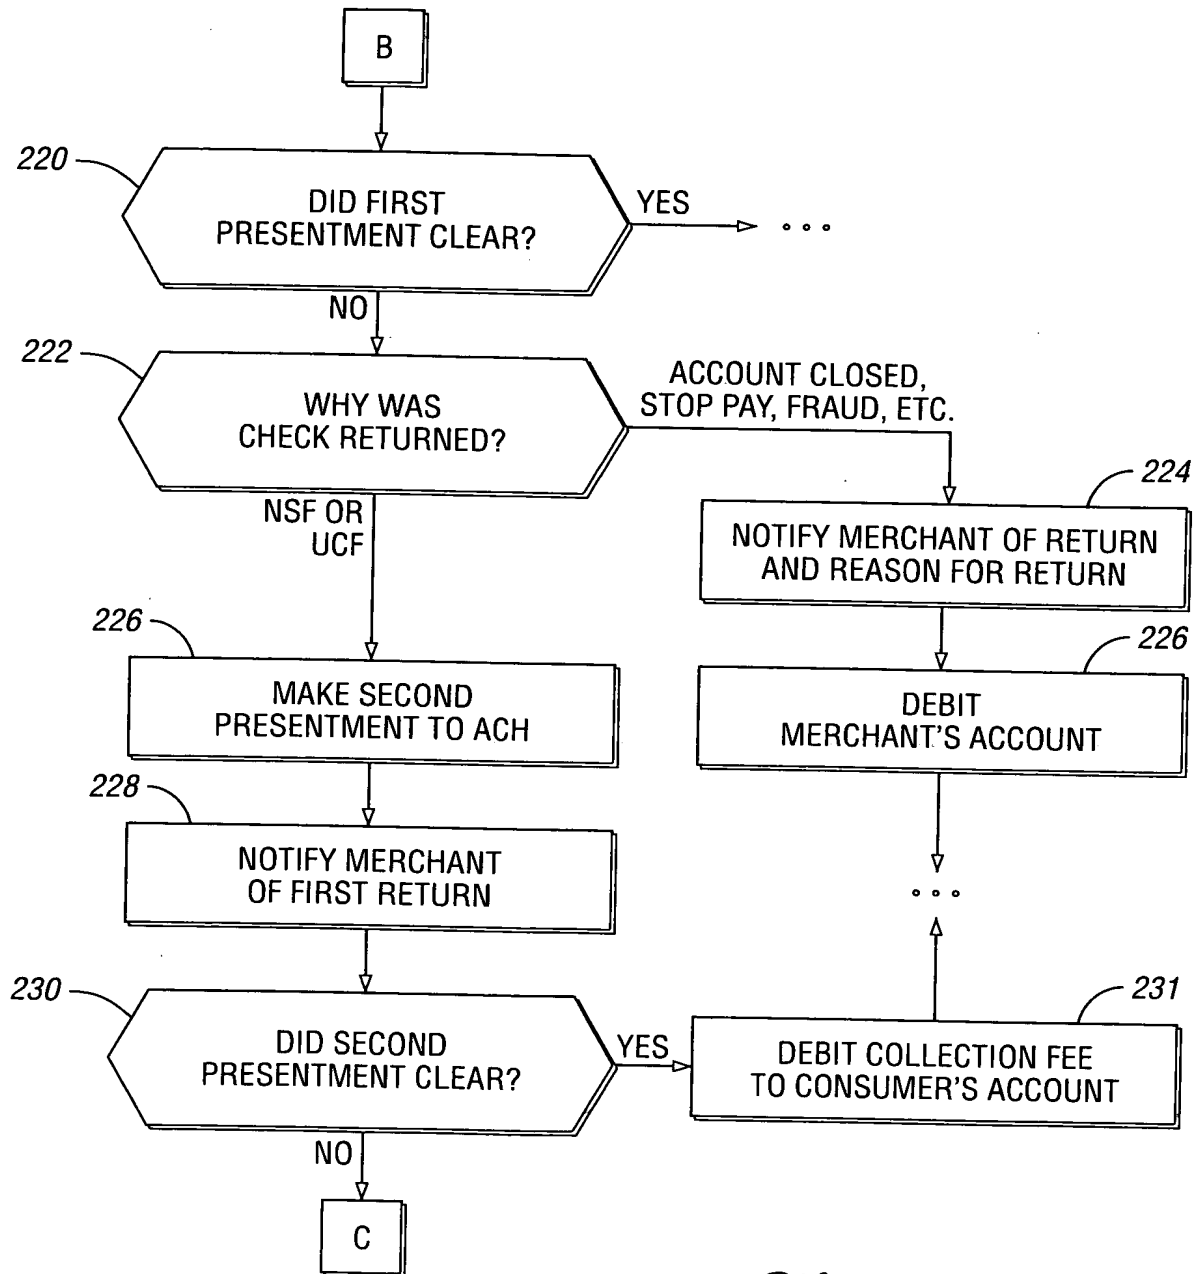 B
220
DID FIRST
PRESENTMENT CLEAR?
YES
NO
222
WHY WAS
CHECK RETURNED?
ACCOUNT CLOSED,
STOP PAY, FRAUD, ETC.
NSF OR
UCF
224
NOTIFY MERCHANT OF RETURN
AND REASON FOR RETURN
226
MAKE SECOND
PRESENTMENT TO ACH
226
DEBIT
MERCHANT'S ACCOUNT
228
NOTIFY MERCHANT
OF FIRST RETURN
230
DID SECOND
PRESENTMENT CLEAR?
YES
231
DEBIT COLLECTION FEE
TO CONSUMER'S ACCOUNT
NO
C